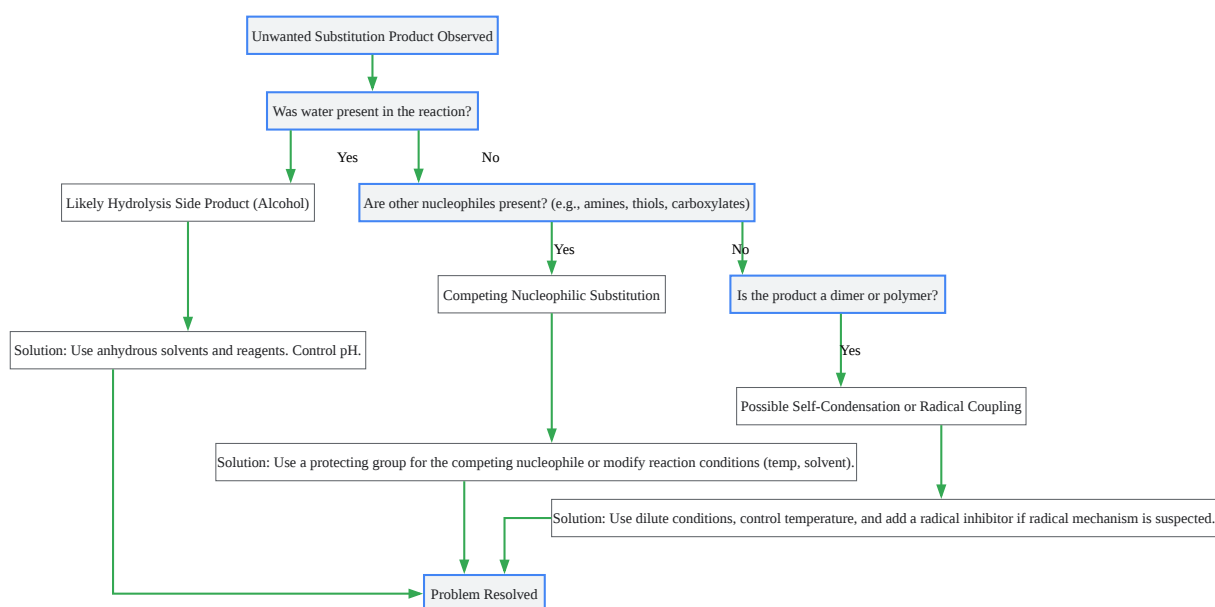 Unwanted Substitution Product Observed
Was water present in the reaction?
Yes
No
Likely Hydrolysis Side Product (Alcohol)
Are other nucleophiles present? (e.g., amines, thiols, carboxylates)
Yes
No
Competing Nucleophilic Substitution
Is the product a dimer or polymer?
Solution: Use anhydrous solvents and reagents. Control pH.
Yes
Possible Self-Condensation or Radical Coupling
Solution: Use a protecting group for the competing nucleophile or modify reaction conditions (temp, solvent).
Solution: Use dilute conditions, control temperature, and add a radical inhibitor if radical mechanism is suspected.
Problem Resolved